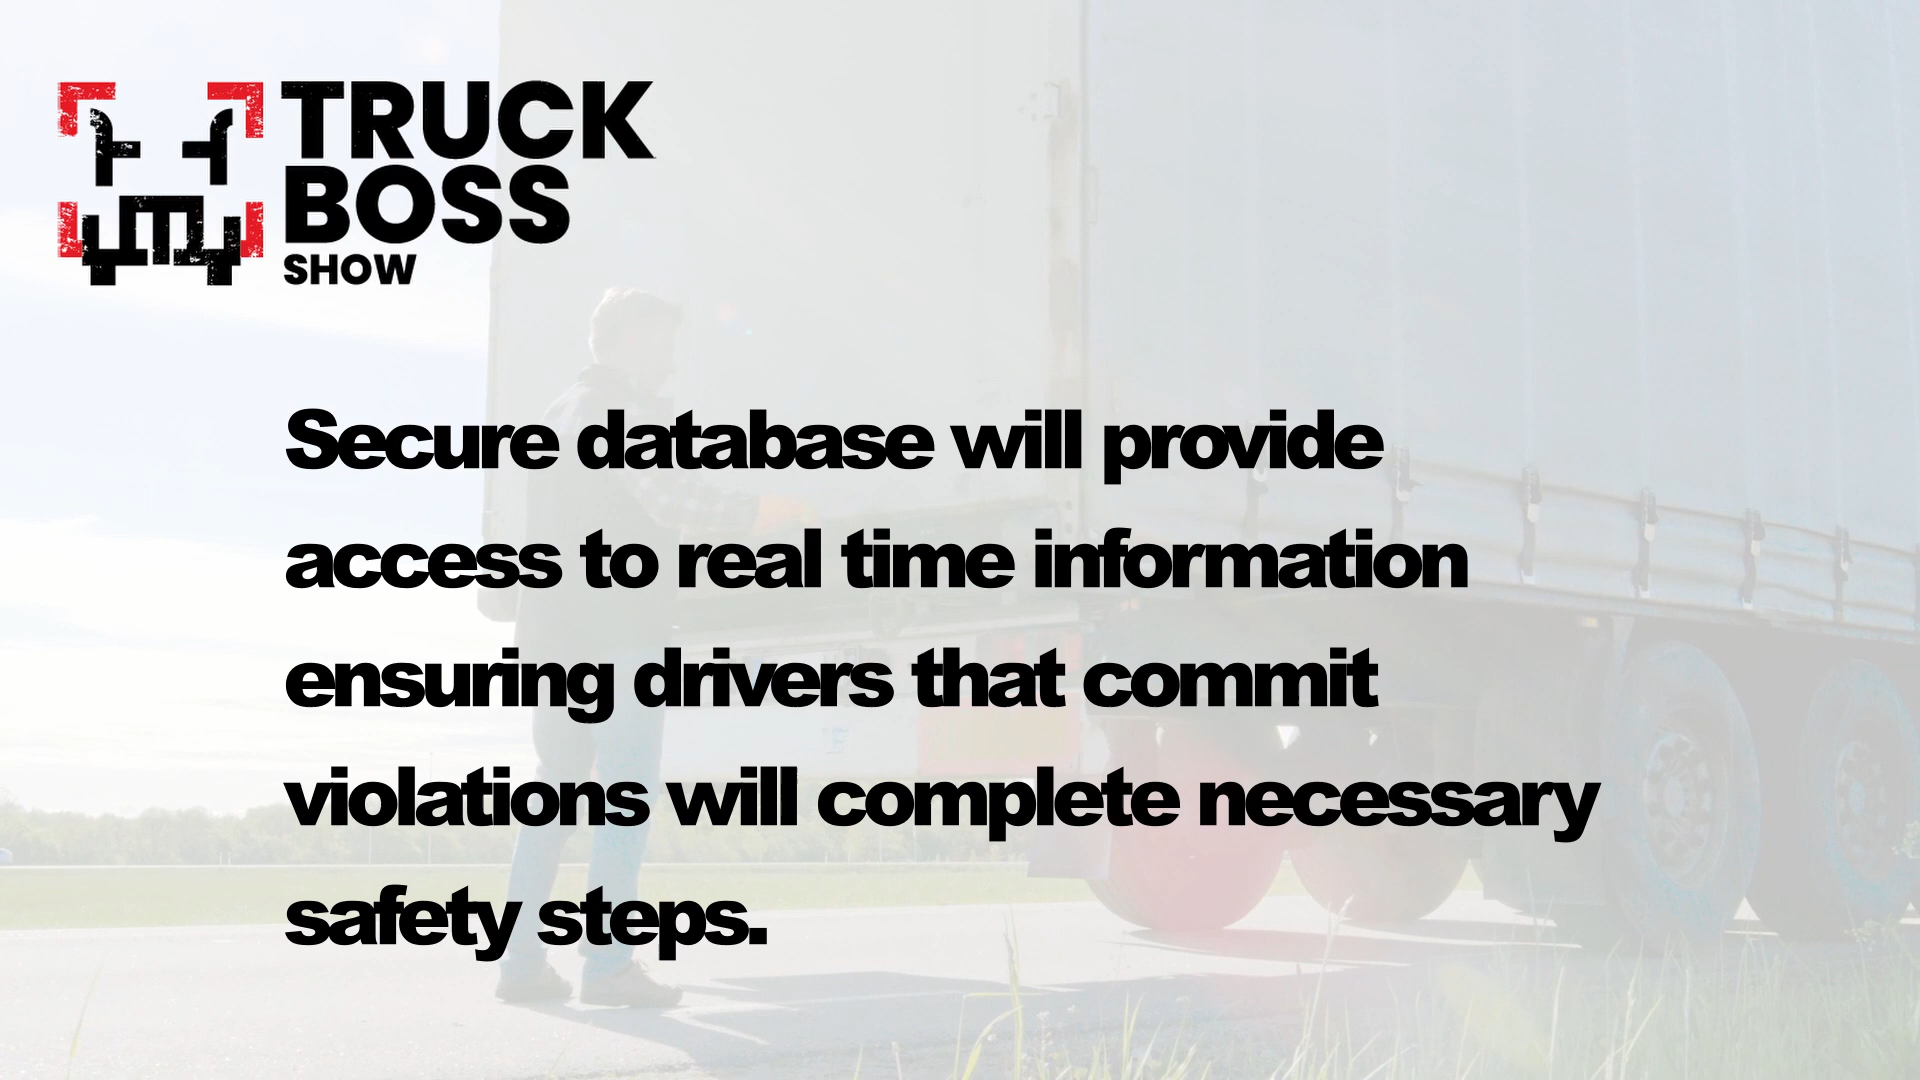 TRUCK
BOSS
SHOW
Secure database will provide
access to real time information
ensuring drivers that commit
violations will complete necessary
safety steps.